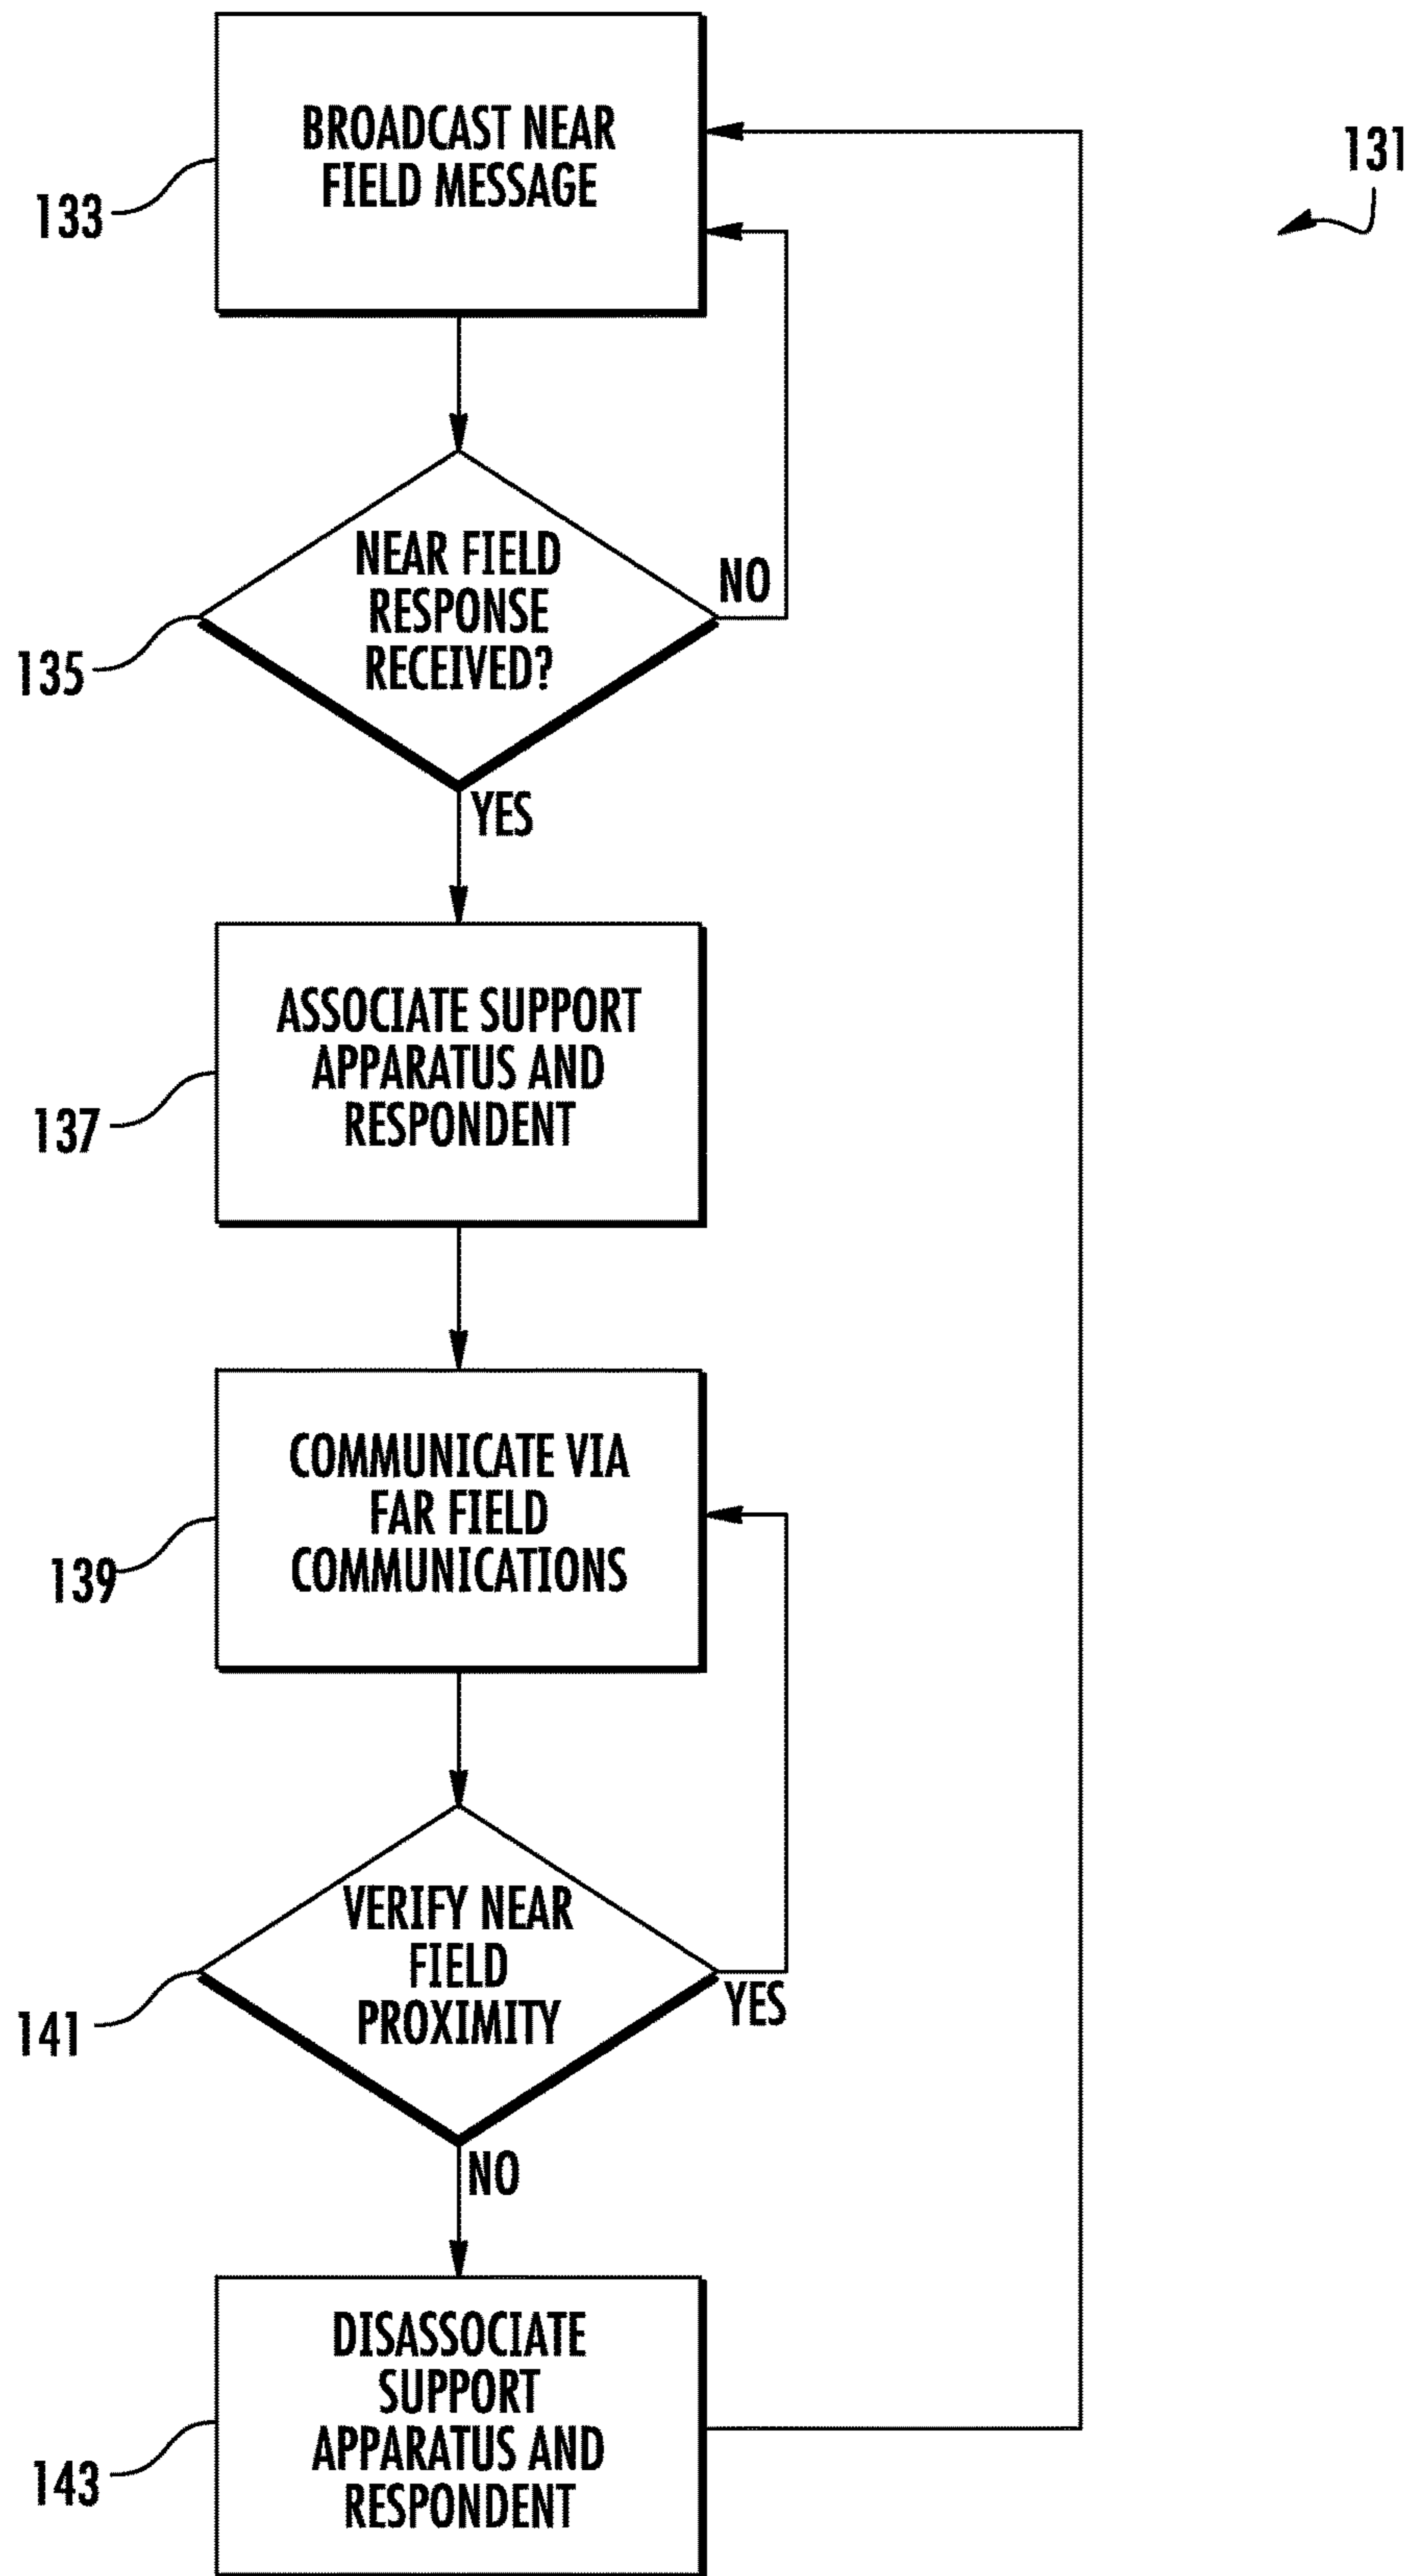 BROADCAST NEAR
FIELD MESSAGE
131
133
NEAR FIELD
RESPONSE
RECEIVED?
NO
135
YES
ASSOCIATE SUPPORT
APPARATUS AND
RESPONDENT
137
COMMUNICATE VIA
FAR FIELD
COMMUNICATIONS
139
VERIFY NEAR
FIELD
PROXIMITY
YES
141
NO
DISASSOCIATE
SUPPORT
APPARATUS AND
RESPONDENT
143